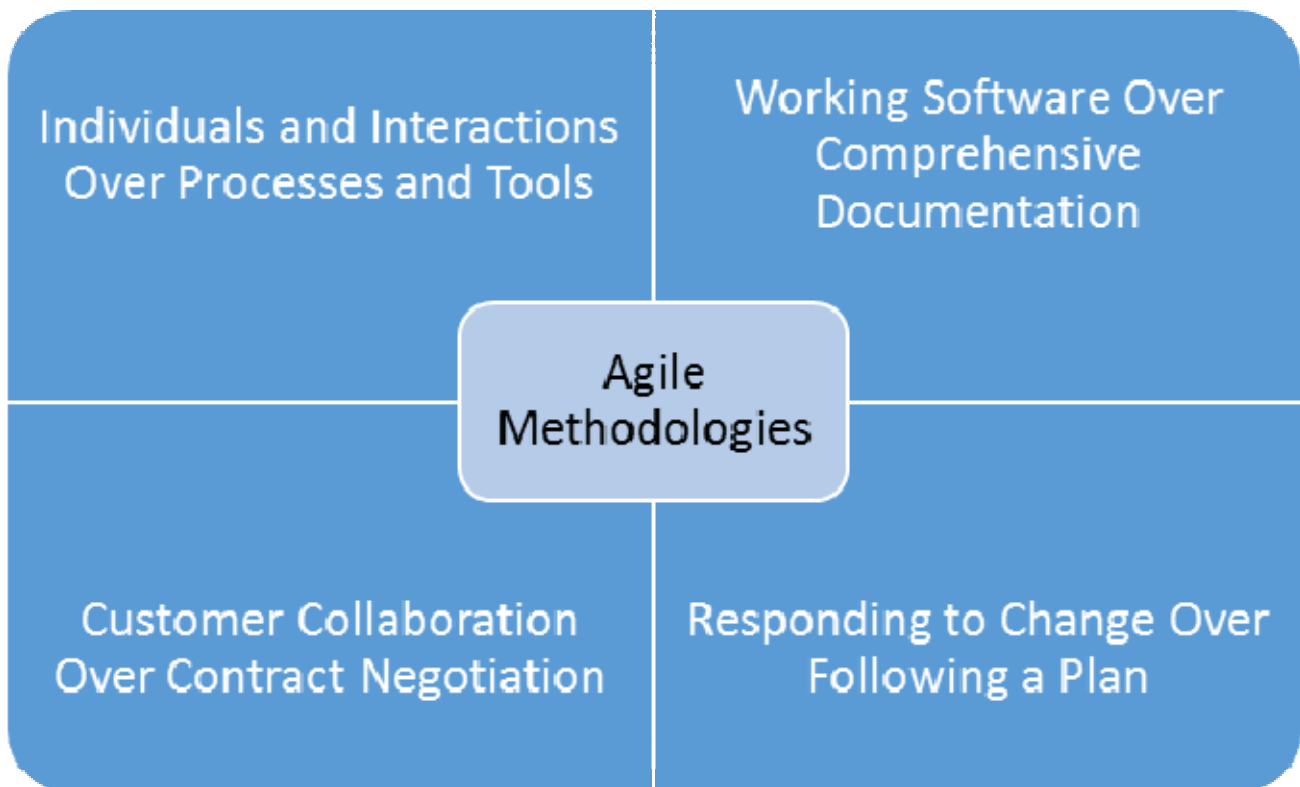 Individuals and Interactions
Over Processes and Tools
Working Software Over
Comprehensive
Documentation
Agile
Methodologies
Customer Collaboration
Over Contract Negotiation
Responding to Change Over
Following a Plan